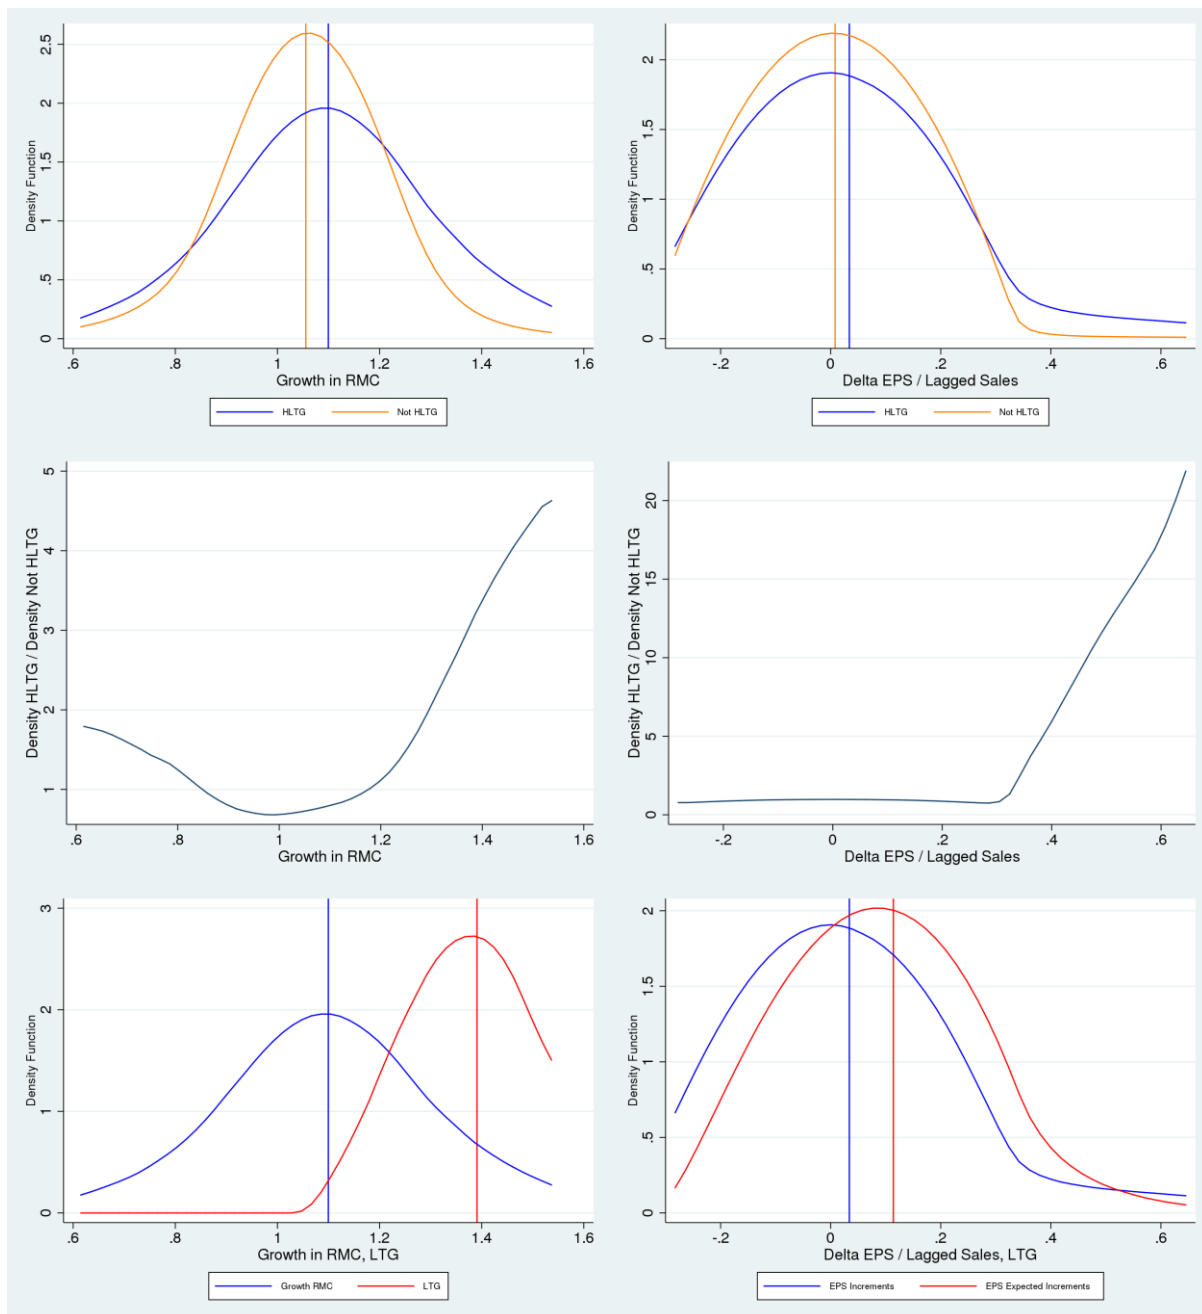 Density Function
0 .5 1 1.5 2 2.5
.6 .8 1 1.2 1.4 1.6
Growth in RMC
HLTG Not HLTG
Density Function
0 .5 1 1.5 2
-.2 0 .2 .4 .6
Delta EPS / Lagged Sales
HLTG Not HLTG
Density HLTG / Density Not HLTG
1 2 3 4 5
.6 .8 1 1.2 1.4 1.6
Growth in RMC
Density HLTG / Density Not HLTG
0 5 10 15 20
-.2 0 .2 .4 .6
Delta EPS / Lagged Sales
Density Function
0 1 2 3
.6 .8 1 1.2 1.4 1.6
Growth in RMC, LTG
Growth RMC LTG
Density Function
0 .5 1 1.5 2
-.2 0 .2 .4 .6
Delta EPS / Lagged Sales, LTG
EPS Increments EPS Expected Increments